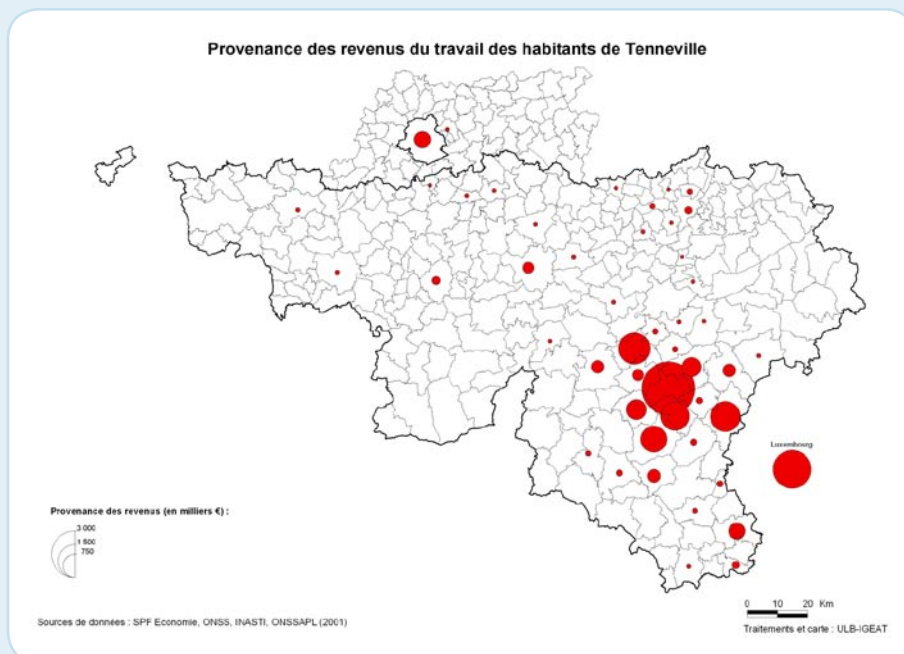 Provenance des revenus du travail des habitants de Tenneville
Luxembourg
Provenance des revenus (en milliers €) :
3 000
1 500
750
0 10 20 Km
Sources de données : SPF Economie, ONSS, INASTI, ONSSAPL (2001)
Traitements et carte : ULB-IGEAT